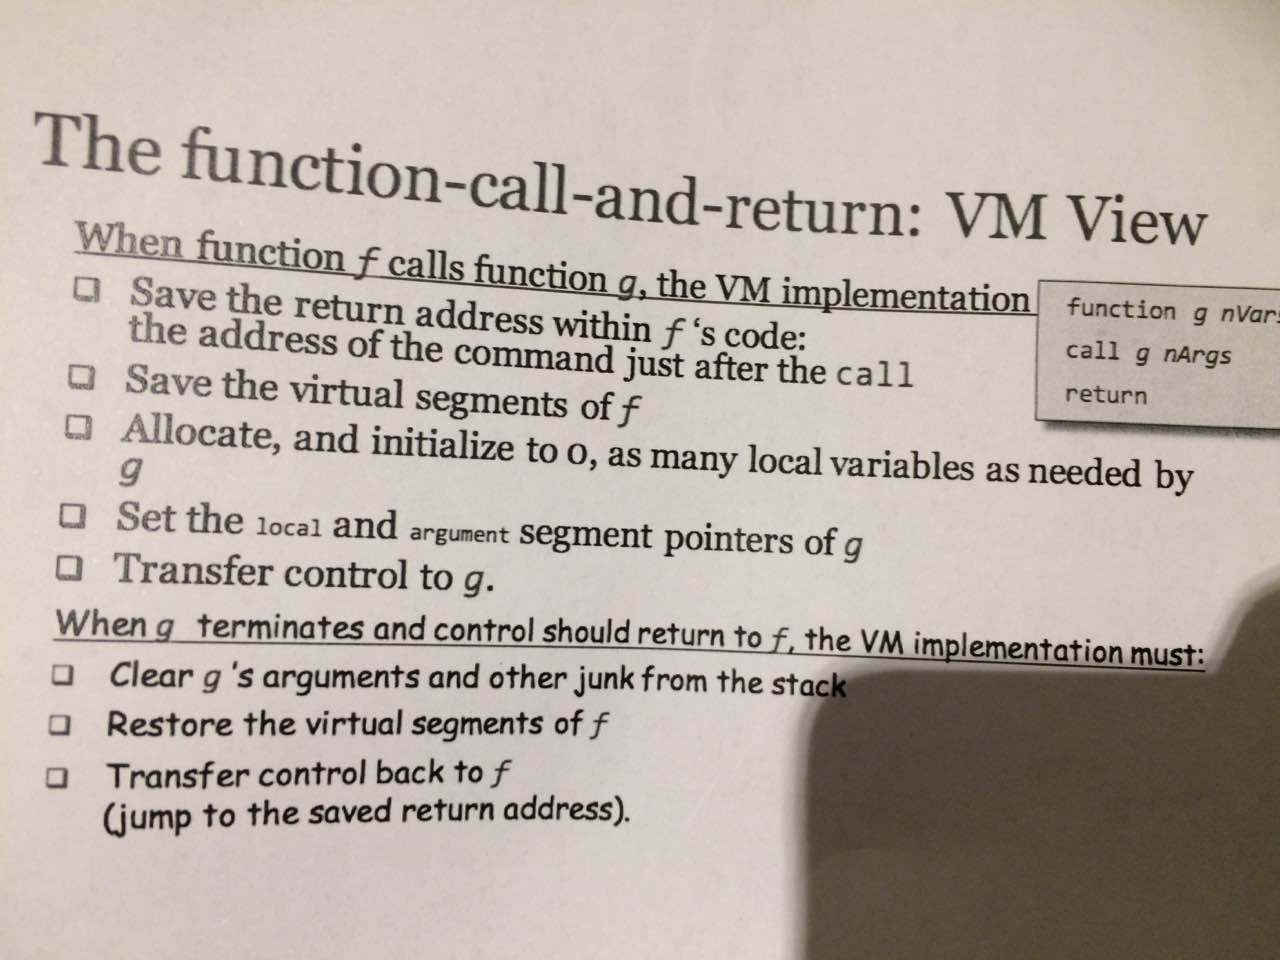 The function-call-and-return: VM View
When function f calls function g, the VM implementation
❑ Save the return address within f 's code:
the address of the command just after the call
❑ Save the virtual segments of f
❑ Allocate, and initialize to 0, as many local variables as needed by
g
❑ Set the local and argument segment pointers of g
❑ Transfer control to g.
function g nVars
call g nArgs
return
When g terminates and control should return to f, the VM implementation must:
❑ Clear g 's arguments and other junk from the stack
❑ Restore the virtual segments of f
❑ Transfer control back to f
(jump to the saved return address).